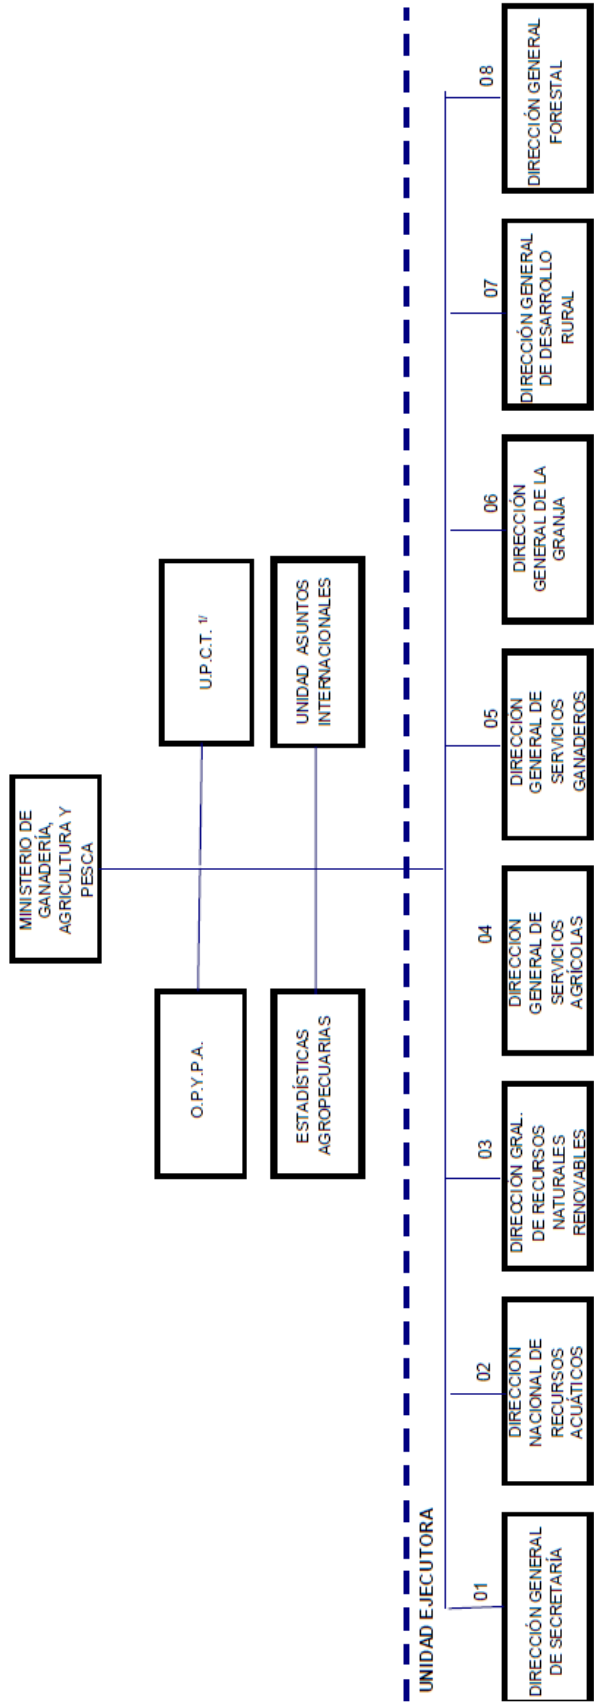 MINISTERIO DE
GANADERÍA,
AGRICULTURA Y
PESCA
O.P.Y.P.A.
U.P.C.T. 1/
ESTADÍSTICAS
AGROPECUARIAS
UNIDAD ASUNTOS
INTERNACIONALES
UNIDAD EJECUTORA
01
DIRECCIÓN GENERAL
DE SECRETARÍA
02
DIRECCION
NACIONAL DE
RECURSOS
ACUÁTICOS
03
DIRECCIÓN GRAL.
DE RECURSOS
NATURALES
RENOVABLES
04
DIRECCION
GENERAL DE
SERVICIOS
AGRÍCOLAS
05
DIRECCIÓN
GENERAL DE
SERVICIOS
GANADEROS
06
DIRECCIÓN
GENERAL DE LA
GRANJA
07
DIRECCIÓN GENERAL
DE DESARROLLO
RURAL
08
DIRECCIÓN GENERAL
FORESTAL